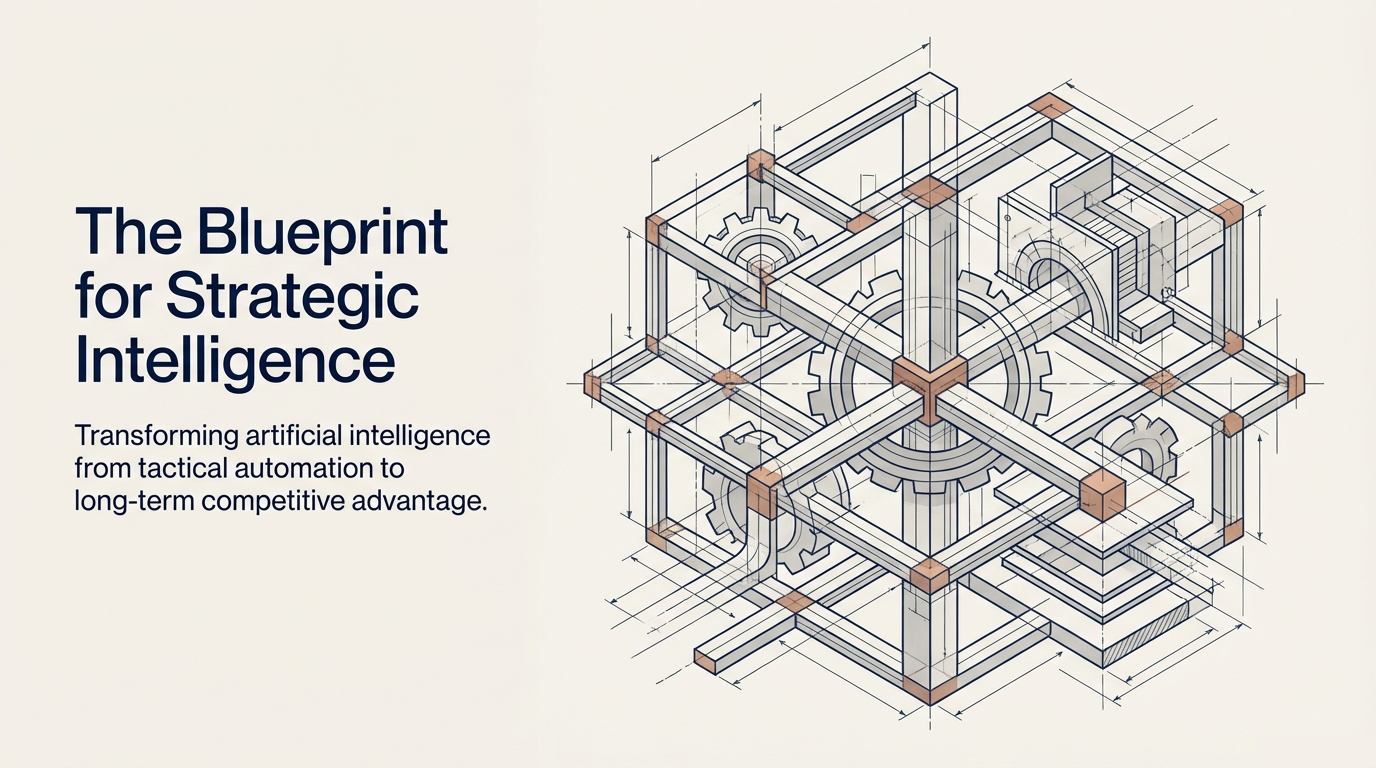 The Blueprint
for Strategic
Intelligence
Transforming artificial intelligence
from tactical automation to
long-term competitive advantage.